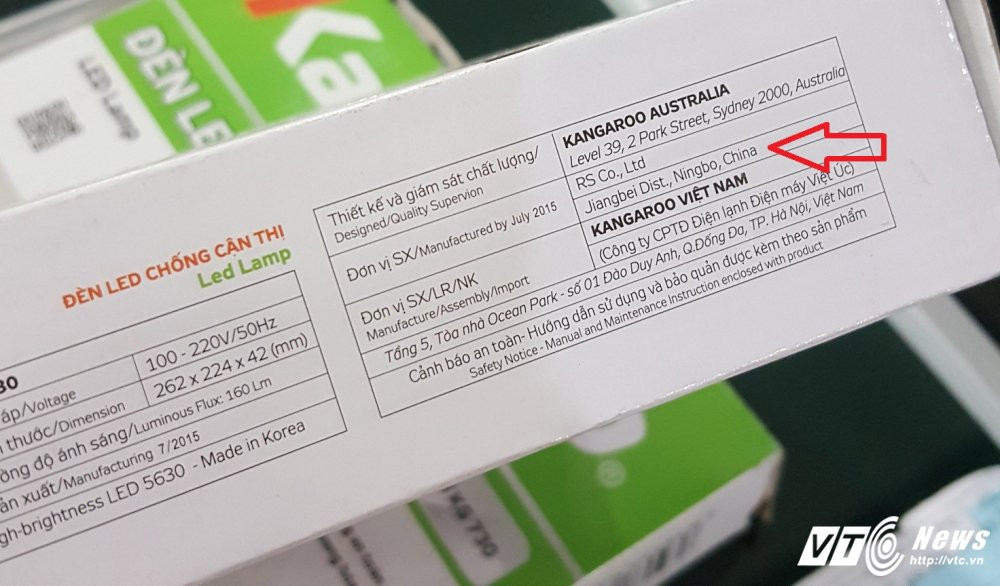 Ka
ĐÈN LE
LED Lamp
Thiết kế và giám sát chất lượng/
Designed/Quality Supervion
KANGAROO AUSTRALIA
Level 39, 2 Park Street, Sydney 2000, Australia
Đơn vị SX/Manufactured by July 2015
RS Co., Ltd
Jiangbei Dist., Ningbo, China
Đơn vị SX/LR/NK
Manufacture/Assembly/Import
KANGAROO VIỆT NAM
(Công ty CPTĐ Điện lạnh Điện máy Việt Úc)
Tầng 5, Tòa nhà Ocean Park - số 01 Đào Duy Anh, Q.Đống Đa, TP. Hà Nội, Việt Nam
Cảnh báo an toàn- Hướng dẫn sử dụng và bảo quản được kèm theo sản phẩm
Safety Notice - Manual and Maintenance Instruction enclosed with product
ĐÈN LED CHỐNG CẬN THỊ
Led Lamp
30
áp/Voltage
100 - 220V/50Hz
thước/Dimension
262 x 224 x 42 (mm)
ộ ánh sáng/Luminous Flux: 160 Lm
xuất/Manufacturing 7/2015
gh-brightness LED 5630 - Made in Korea
KG 730
VTC News
http://vtc.vn